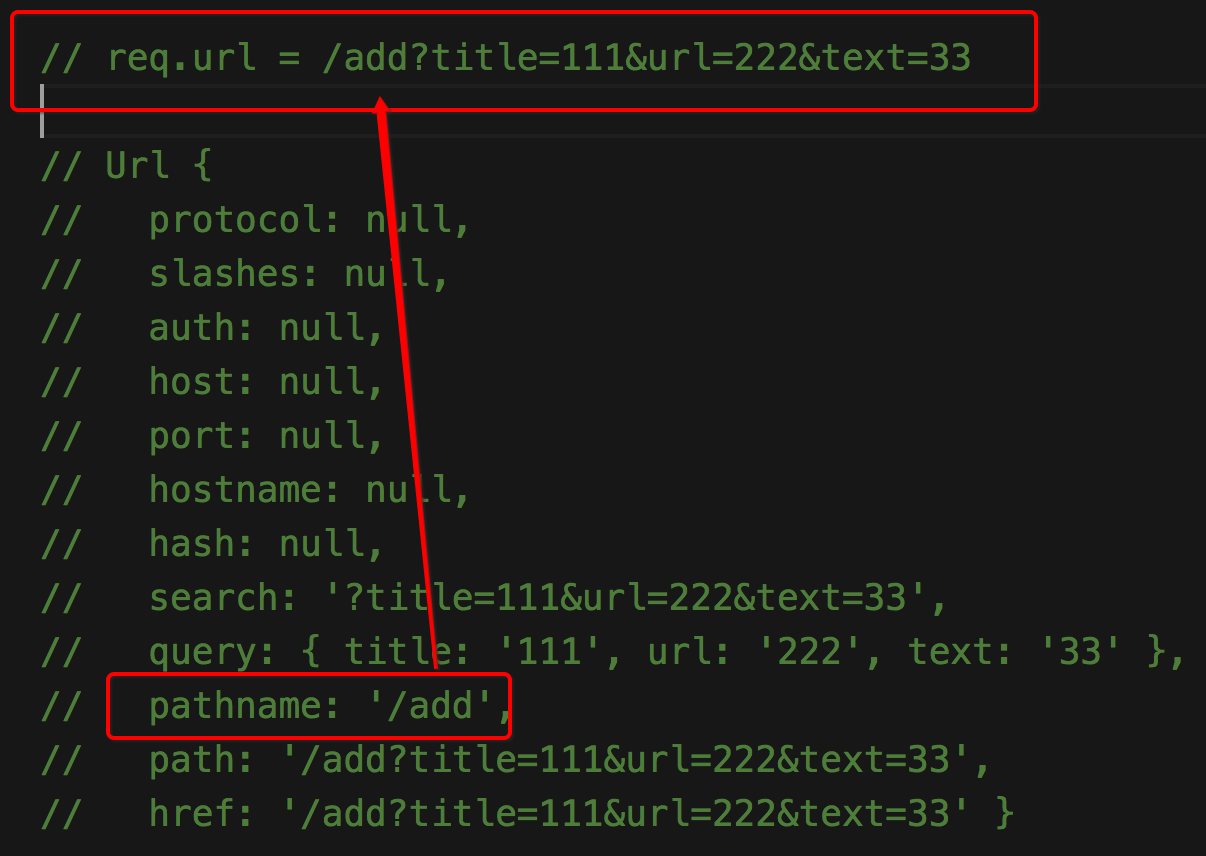 // req.url = /add?title=111&url=222&text=33
// Url {
//   protocol: null,
//   slashes: null,
//   auth: null,
//   host: null,
//   port: null,
//   hostname: null,
//   hash: null,
//   search: '?title=111&url=222&text=33',
//   query: { title: '111', url: '222', text: '33' },
//   pathname: '/add',
//   path: '/add?title=111&url=222&text=33',
//   href: '/add?title=111&url=222&text=33' }